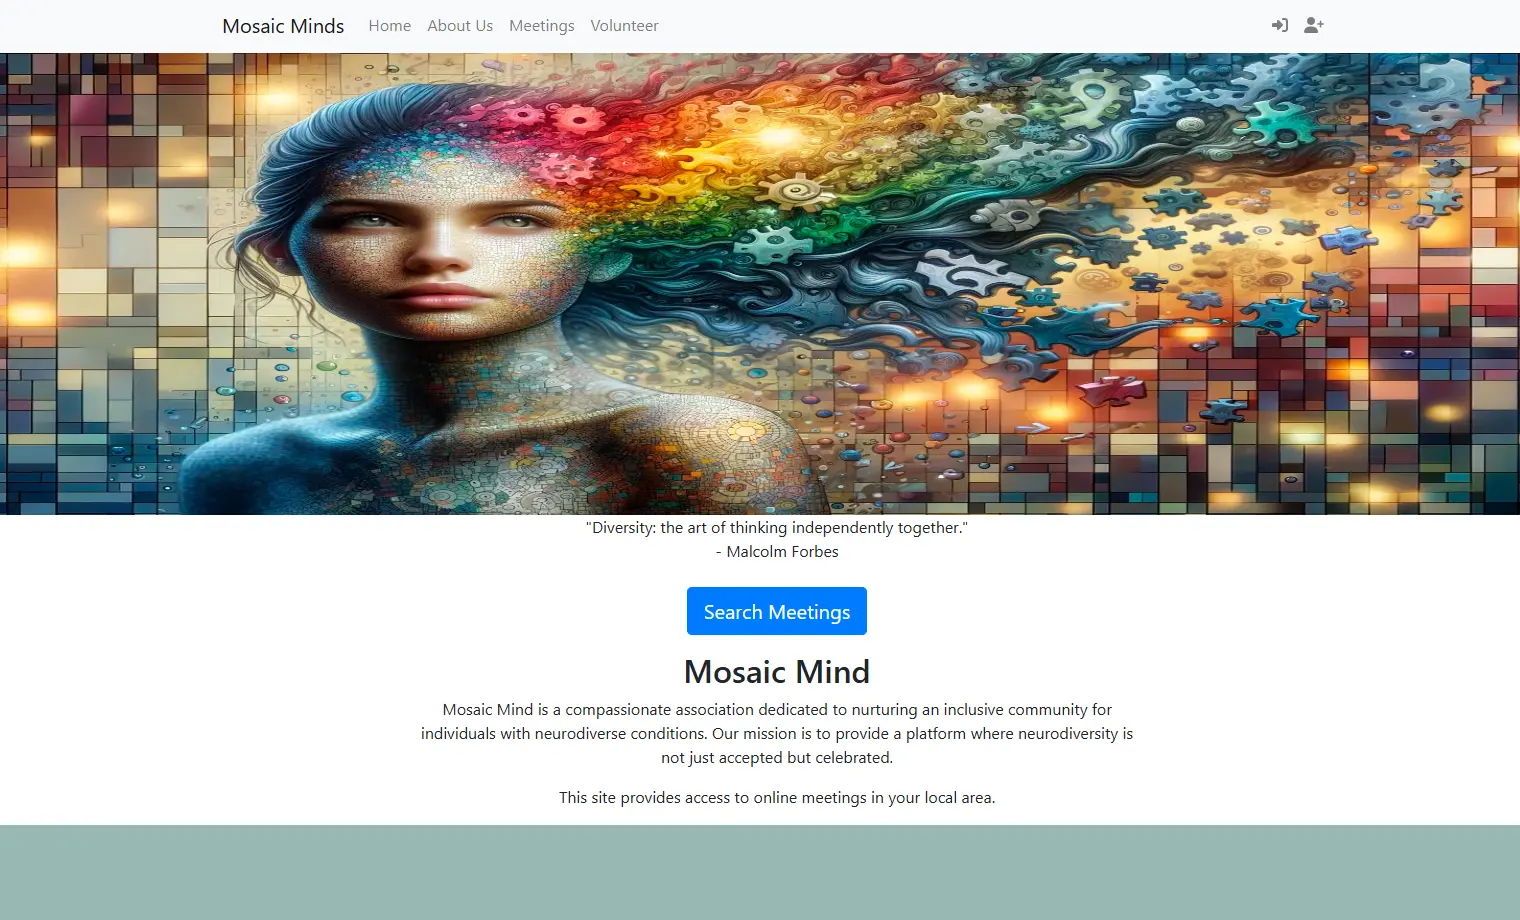 Mosaic Minds Home About Us Meetings Volunteer
"Diversity: the art of thinking independently together."
- Malcolm Forbes
Search Meetings
Mosaic Mind
Mosaic Mind is a compassionate association dedicated to nurturing an inclusive community for
individuals with neurodiverse conditions. Our mission is to provide a platform where neurodiversity is
not just accepted but celebrated.
This site provides access to online meetings in your local area.